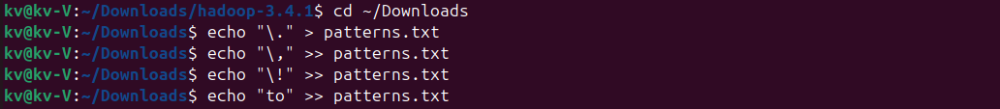 kv@kv-V:~/Downloads/hadoop-3.4.1$ cd ~/Downloads
kv@kv-V:~/Downloads$ echo "\." > patterns.txt
kv@kv-V:~/Downloads$ echo "\," >> patterns.txt
kv@kv-V:~/Downloads$ echo "\!" >> patterns.txt
kv@kv-V:~/Downloads$ echo "to" >> patterns.txt